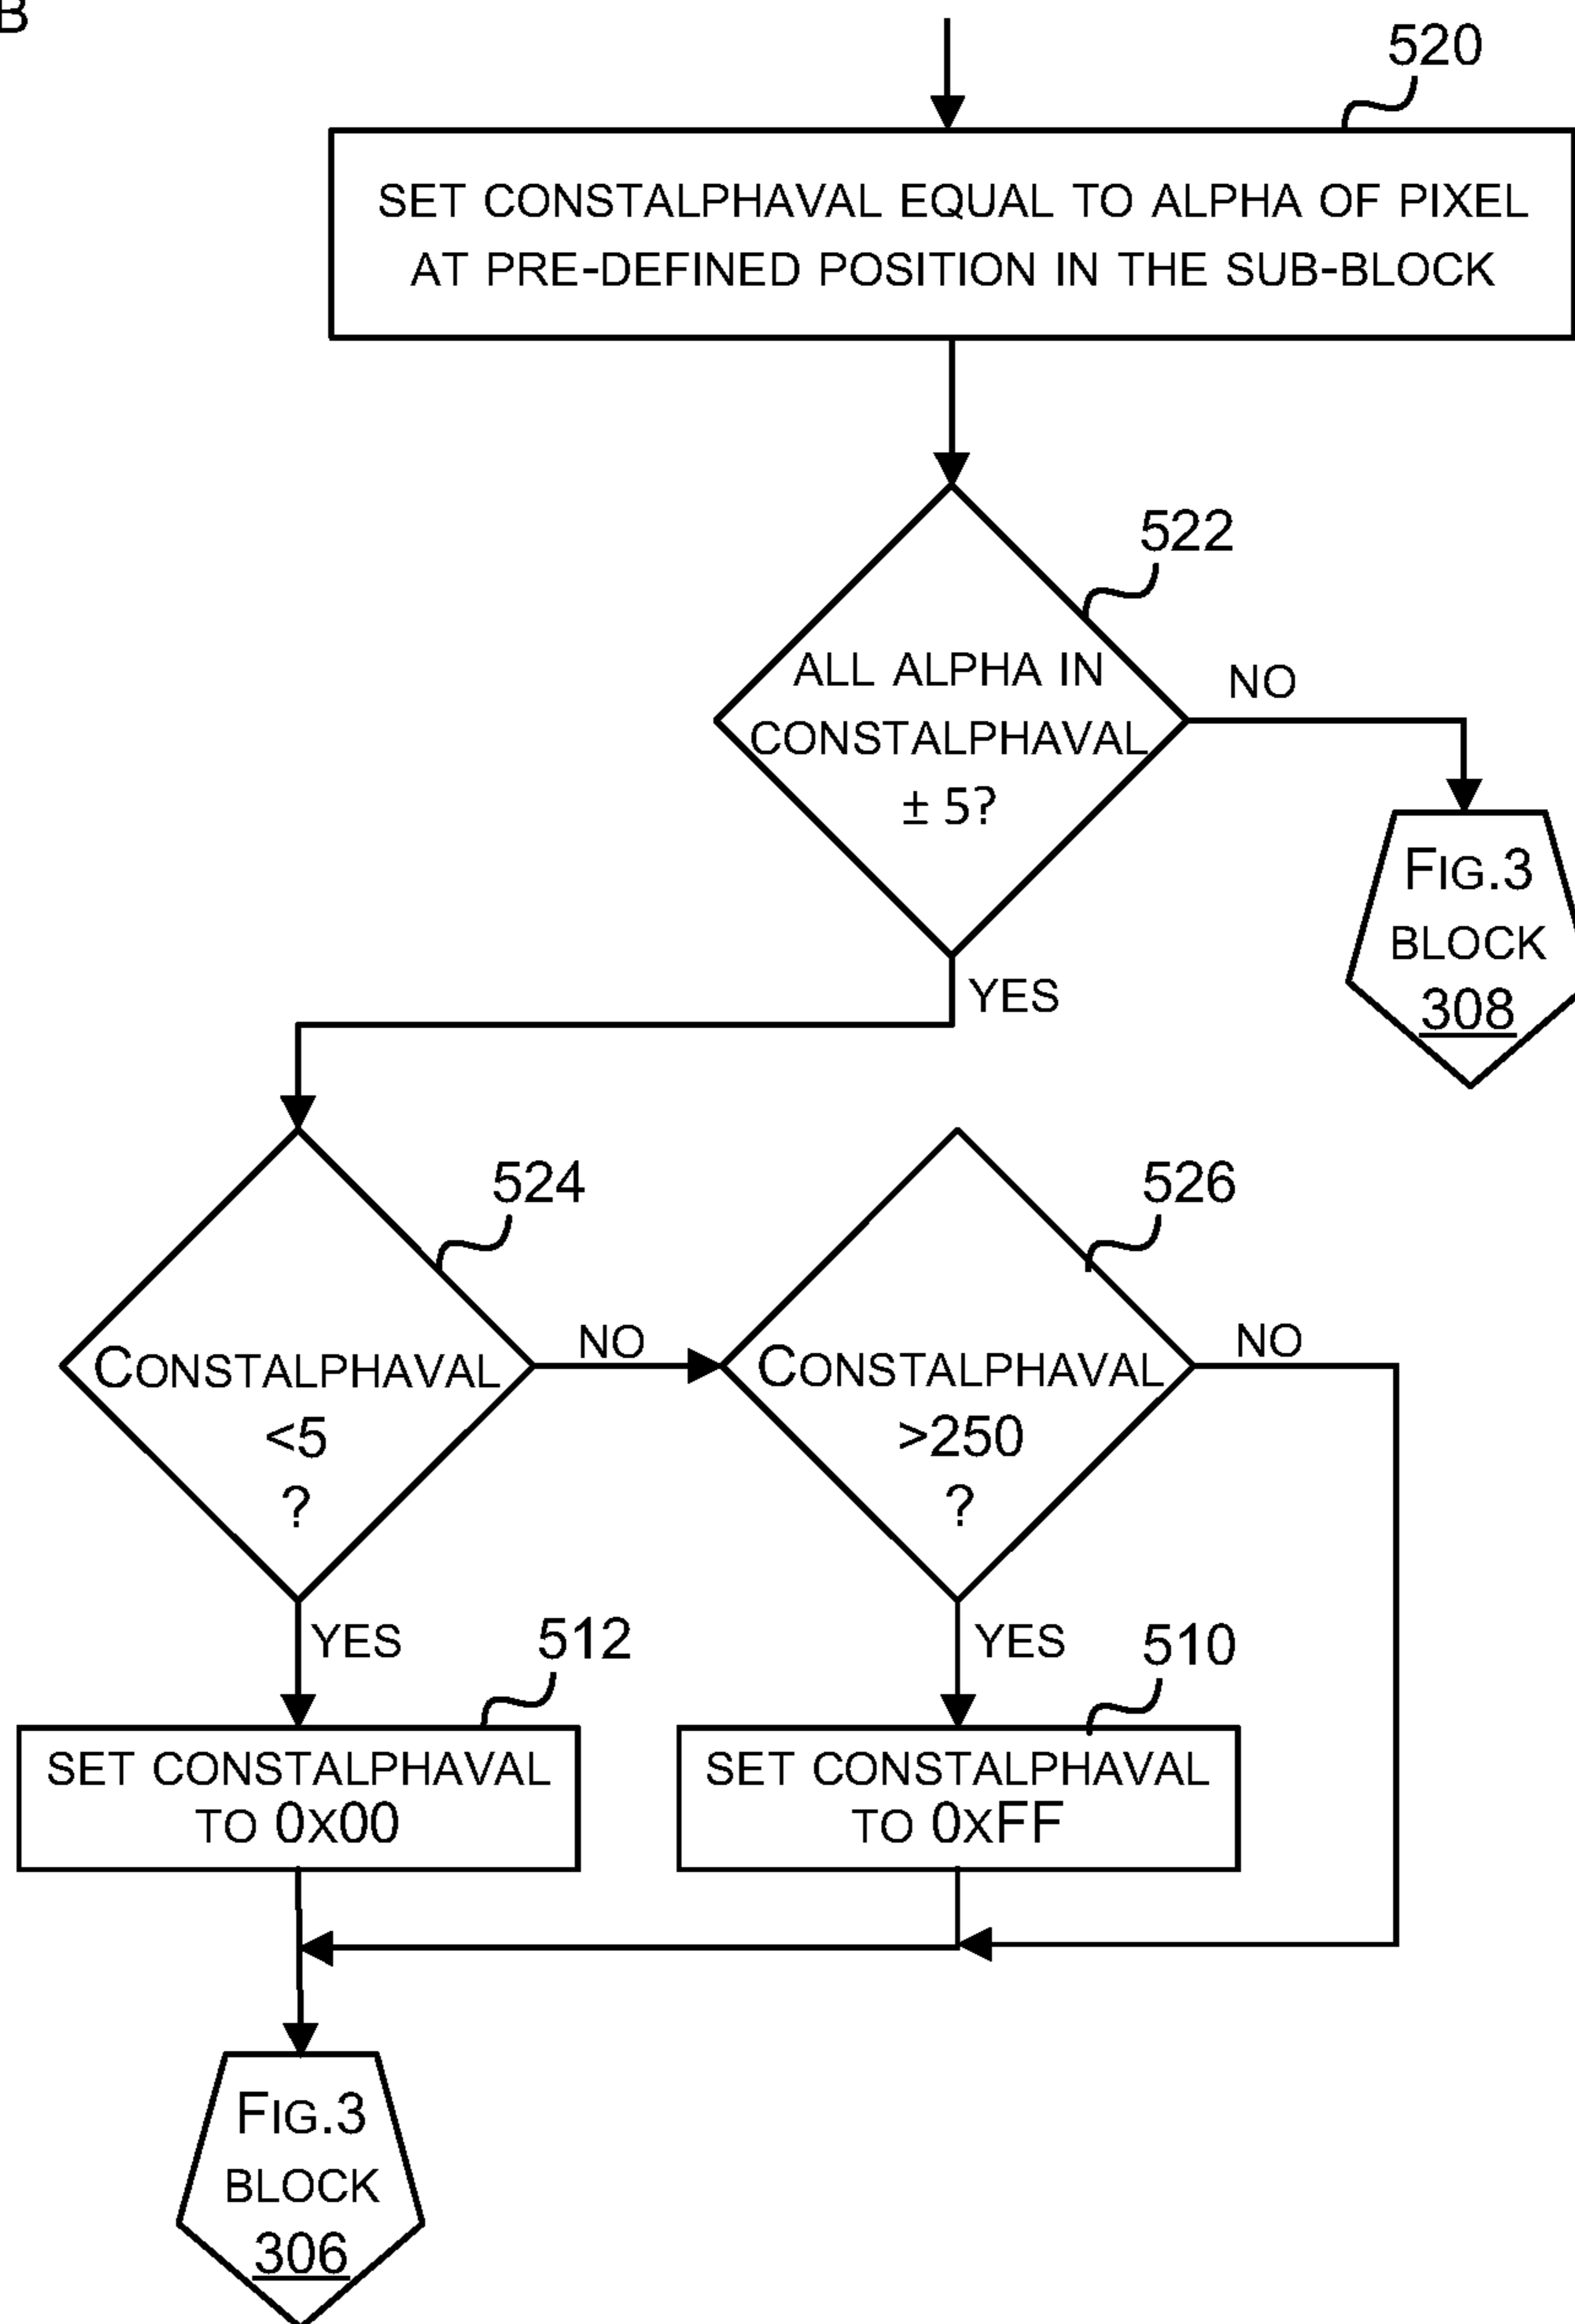 B
520
SET CONSTALPHAVAL EQUAL TO ALPHA OF PIXEL
AT PRE-DEFINED POSITION IN THE SUB-BLOCK
522
ALL ALPHA IN
CONSTALPHAVAL
± 5?
NO
FIG.3
BLOCK
308
YES
524
CONSTALPHAVAL
<5
?
NO
526
CONSTALPHAVAL
>250
?
NO
YES
512
SET CONSTALPHAVAL
TO 0X00
YES
510
SET CONSTALPHAVAL
TO 0XFF
FIG.3
BLOCK
306